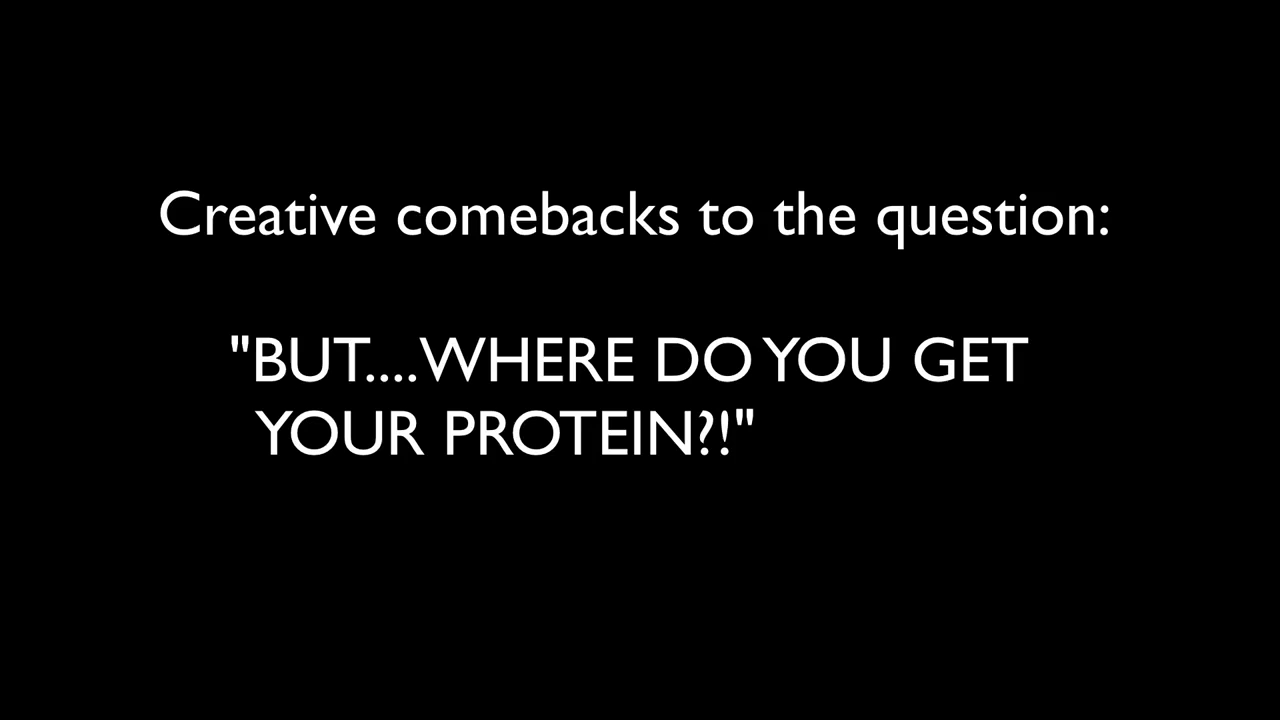 Creative comebacks to the question:
"BUT....WHERE DO YOU GET
YOUR PROTEIN?!"